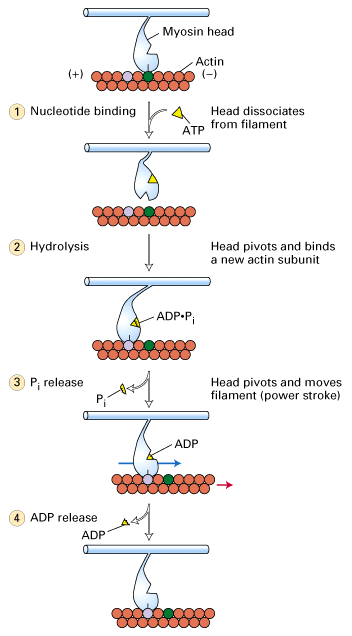 Myosin head
Actin
(+)
(−)
1 Nucleotide binding
ATP
Head dissociates
from filament
2 Hydrolysis
Head pivots and binds
a new actin subunit
ADP•Pi
3 Pi release
Pi
Head pivots and moves
filament (power stroke)
ADP
4 ADP release
ADP